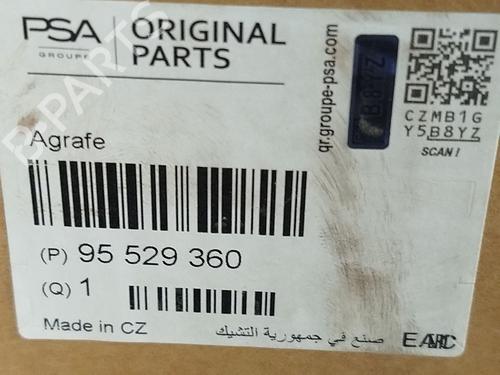 PSA
GROUPE
ORIGINAL
PARTS
qr.groupe-psa.com
CZMB1G
Y5B8YZ
SCAN!
Agrafe
(P) 95 529 360
(Q) 1
Made in CZ
صنع في جمهورية التشيك
EAC